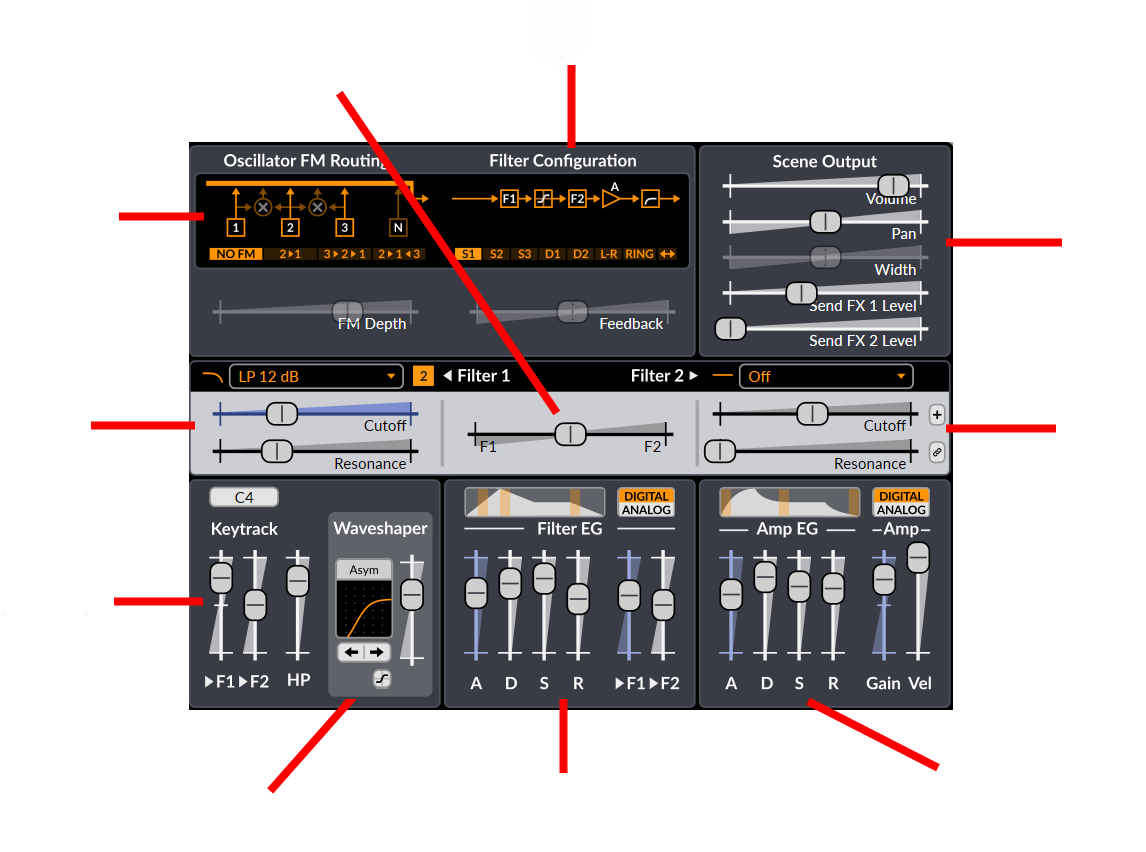 Oscillator FM Routing
Filter Configuration
Scene Output
Volume
Pan
Width
Send FX 1 Level
Send FX 2 Level
1 2 3 N
F1 F2 A
NO FM 2▸1 3▸2▸1 2▸1◂3
S1 S2 S3 D1 D2 L-R RING
FM Depth
Feedback
LP 12 dB
2
◀ Filter 1
Filter 2 ▶
Off
Cutoff
Resonance
F1 F2
Cutoff
Resonance
+
C4
Keytrack
▶F1 ▶F2 HP
Waveshaper
Asym
DIGITAL
ANALOG
Filter EG
A D S R ▶F1 ▶F2
DIGITAL
ANALOG
Amp EG
Amp
A D S R Gain Vel